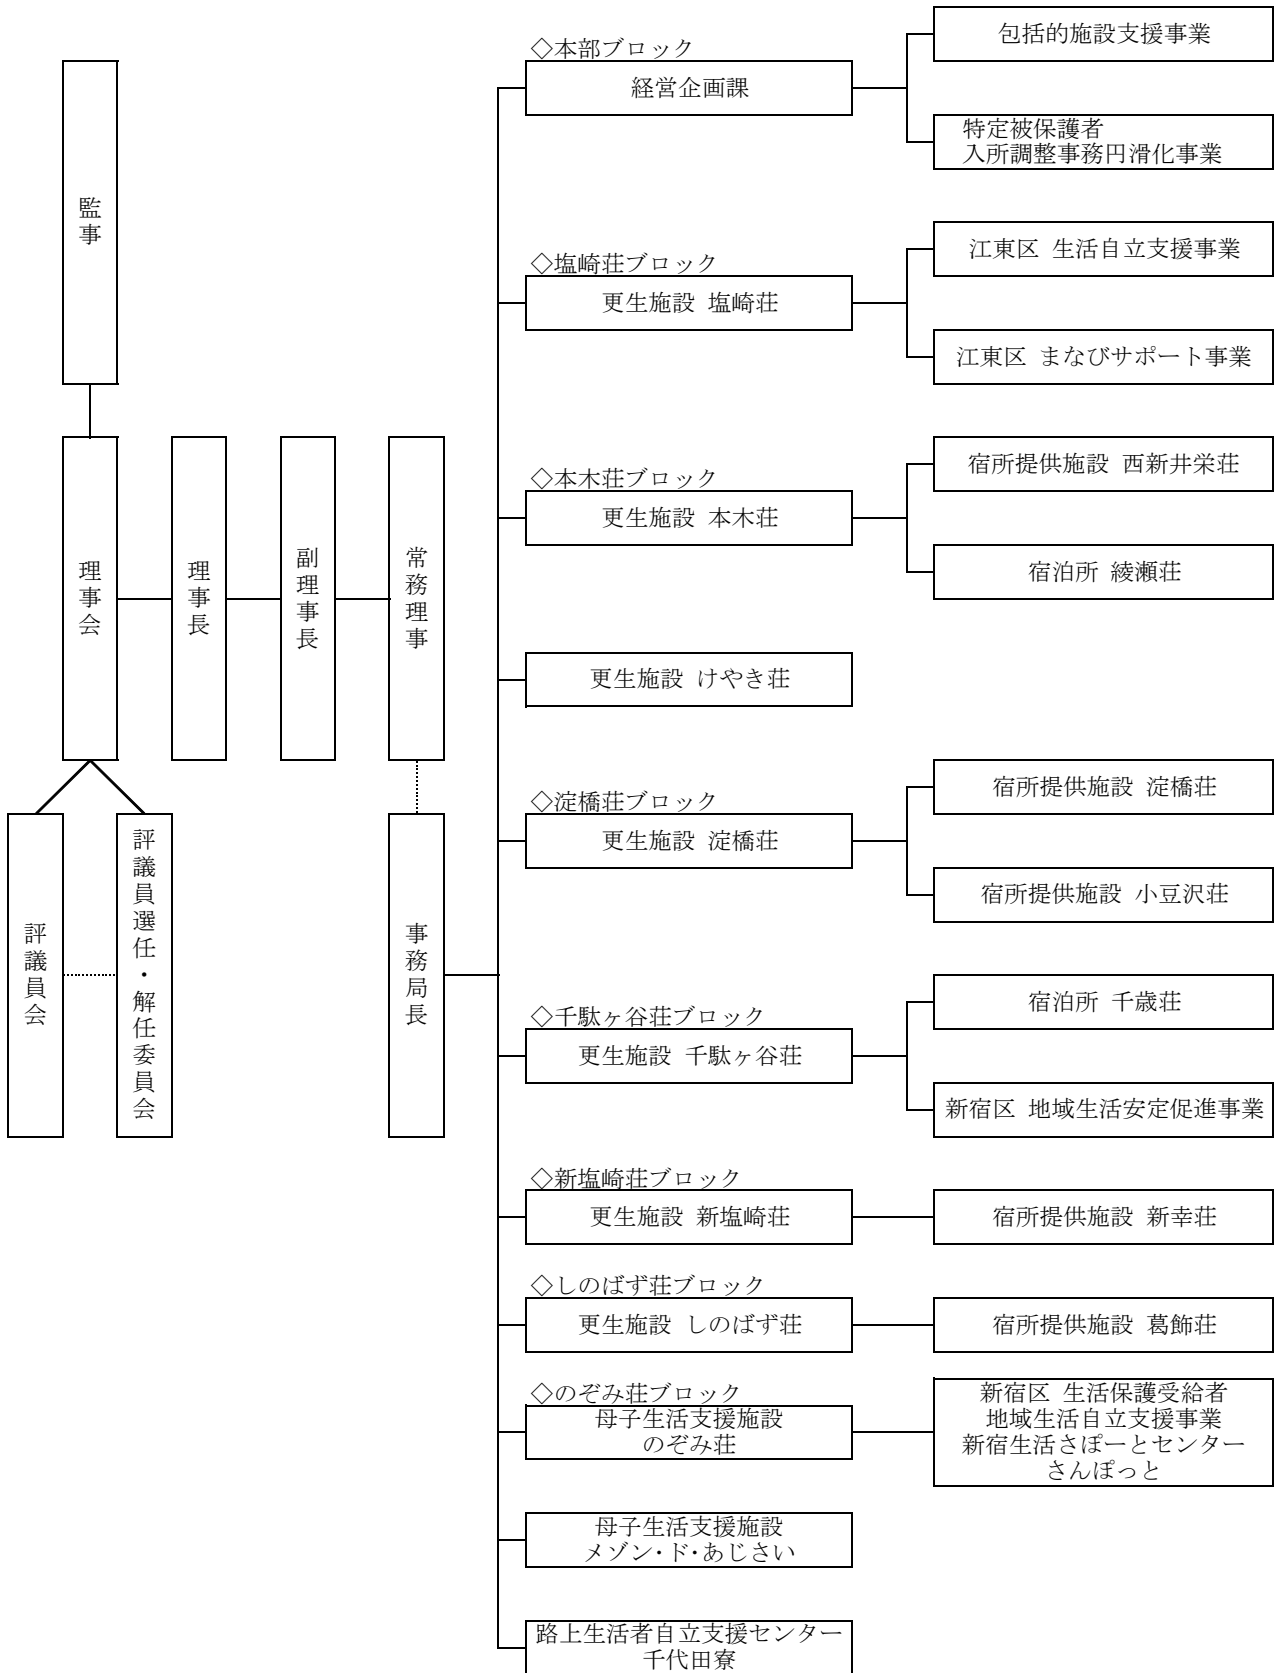 監事
理事会
理事長
副理事長
常務理事
評議員会
評議員選任・解任委員会
事務局長
◇本部ブロック
経営企画課
包括的施設支援事業
特定被保護者
入所調整事務円滑化事業
◇塩崎荘ブロック
更生施設 塩崎荘
江東区 生活自立支援事業
江東区 まなびサポート事業
◇本木荘ブロック
更生施設 本木荘
宿所提供施設 西新井栄荘
宿泊所 綾瀬荘
更生施設 けやき荘
◇淀橋荘ブロック
更生施設 淀橋荘
宿所提供施設 淀橋荘
宿所提供施設 小豆沢荘
◇千駄ヶ谷荘ブロック
更生施設 千駄ヶ谷荘
宿泊所 千歳荘
新宿区 地域生活安定促進事業
◇新塩崎荘ブロック
更生施設 新塩崎荘
宿所提供施設 新幸荘
◇しのばず荘ブロック
更生施設 しのばず荘
宿所提供施設 葛飾荘
◇のぞみ荘ブロック
母子生活支援施設
のぞみ荘
新宿区 生活保護受給者
地域生活自立支援事業
新宿生活さぽーとセンター
さんぽっと
母子生活支援施設
メゾン・ド・あじさい
路上生活者自立支援センター
千代田寮